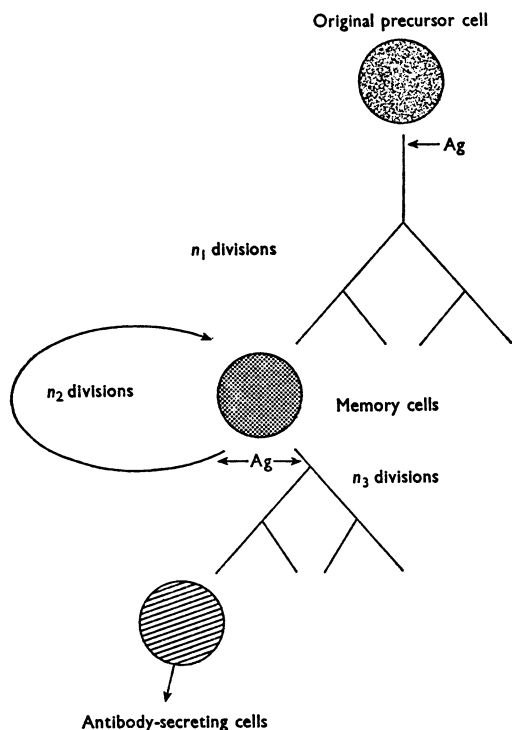 Original precursor cell
Ag
n₁ divisions
n₂ divisions
Memory cells
Ag
n₃ divisions
Antibody-secreting cells